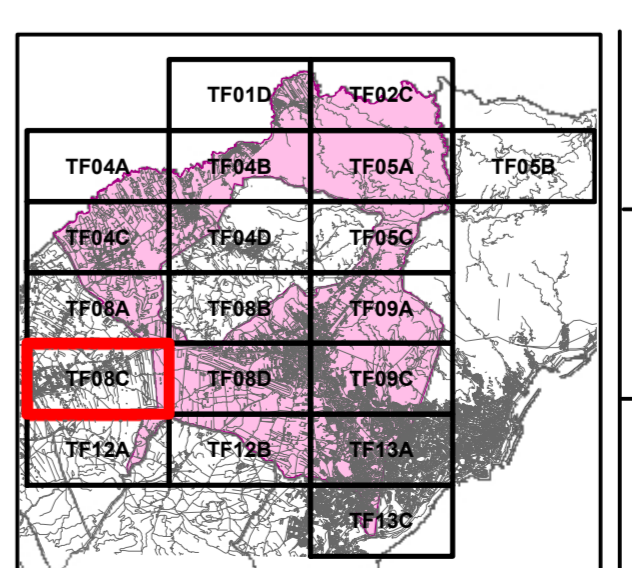 TF01D TF02C
TF04A TF04B TF05A TF05B
TF04C TF04D TF05C
TF08A TF08B TF09A
TF08C TF08D TF09C
TF12A TF12B TF13A
TF13C